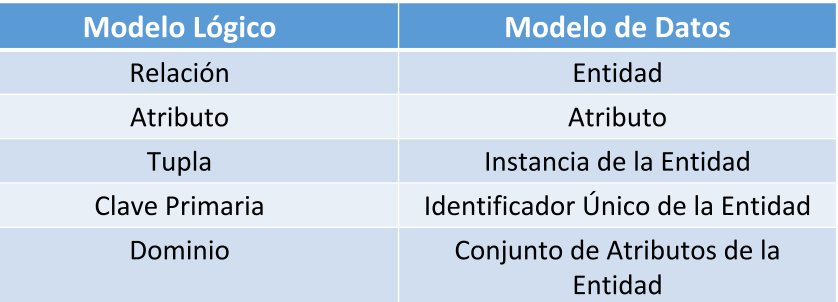 Modelo Lógico Modelo de Datos
Relación Entidad
Atributo Atributo
Tupla Instancia de la Entidad
Clave Primaria Identificador Único de la Entidad
Dominio Conjunto de Atributos de la
Entidad